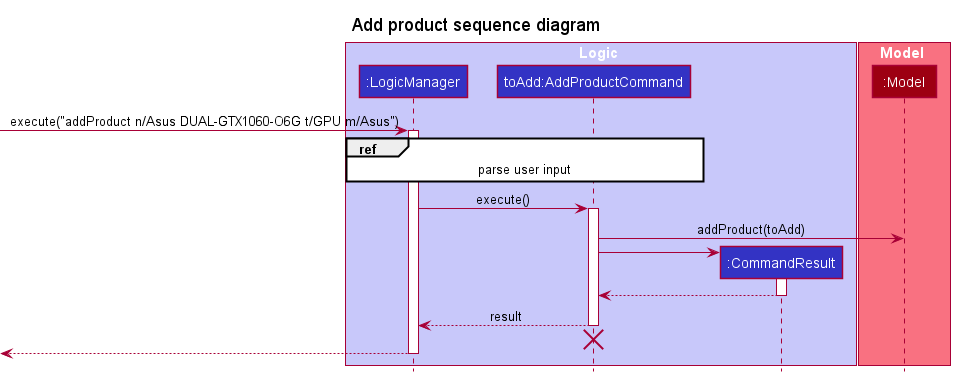 Add product sequence diagram
Logic
Model
:LogicManager
toAdd:AddProductCommand
:Model
execute("addProduct n/Asus DUAL-GTX1060-O6G t/GPU m/Asus")
ref
parse user input
execute()
addProduct(toAdd)
:CommandResult
result